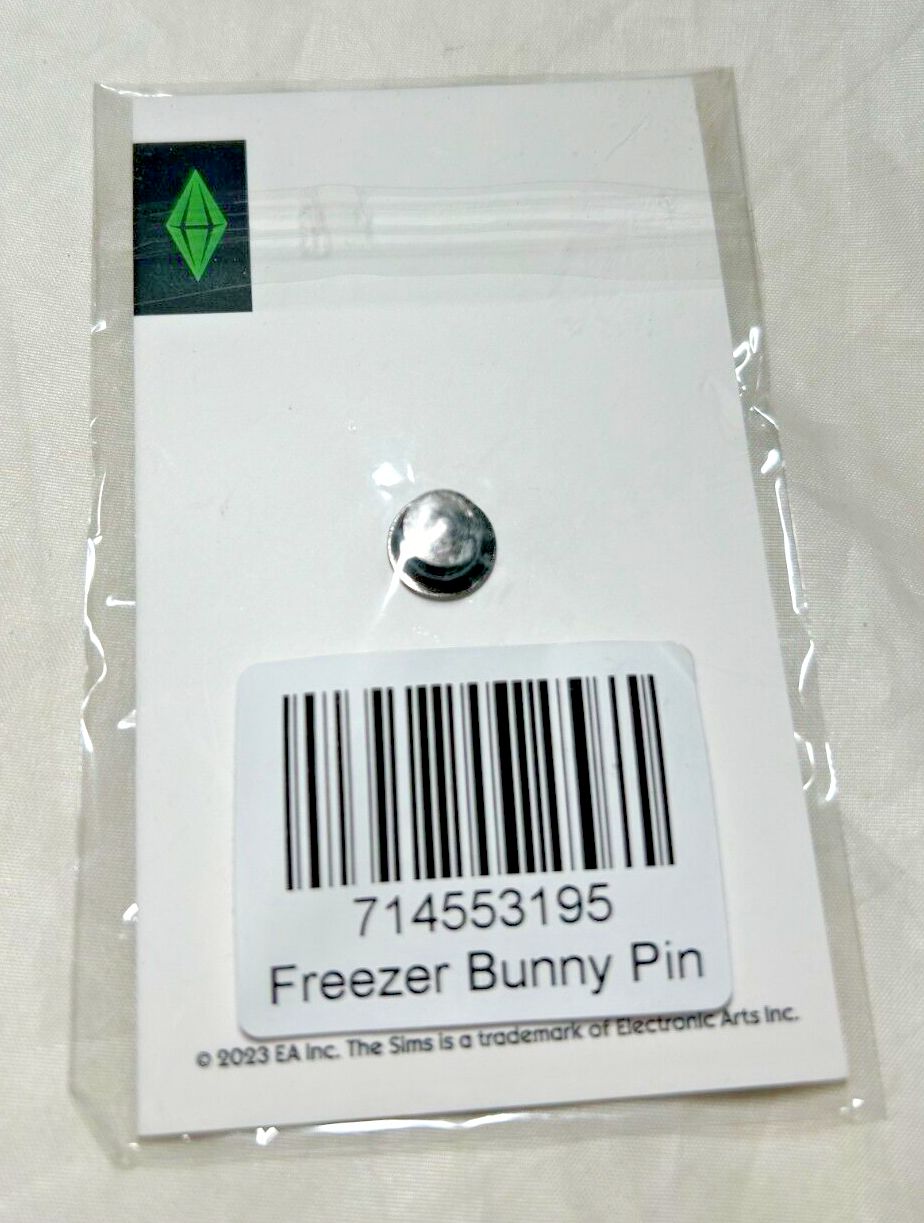 714553195
Freezer Bunny Pin
© 2023 EA Inc. The Sims is a trademark of Electronic Arts Inc.